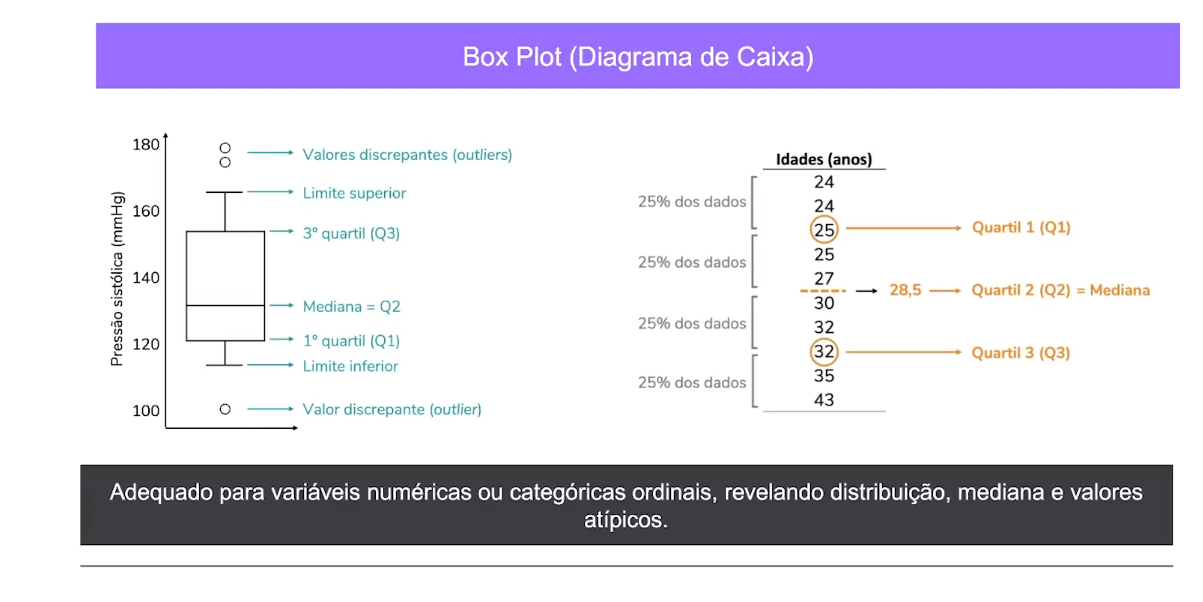 Box Plot (Diagrama de Caixa)
180
160
140
120
100
Pressão sistólica (mmHg)
Valores discrepantes (outliers)
Limite superior
3º quartil (Q3)
Mediana = Q2
1º quartil (Q1)
Limite inferior
Valor discrepante (outlier)
Idades (anos)
24
24
25
25
27
30
32
32
35
43
25% dos dados
25% dos dados
25% dos dados
25% dos dados
Quartil 1 (Q1)
28,5
Quartil 2 (Q2) = Mediana
Quartil 3 (Q3)
Adequado para variáveis numéricas ou categóricas ordinais, revelando distribuição, mediana e valores
atípicos.